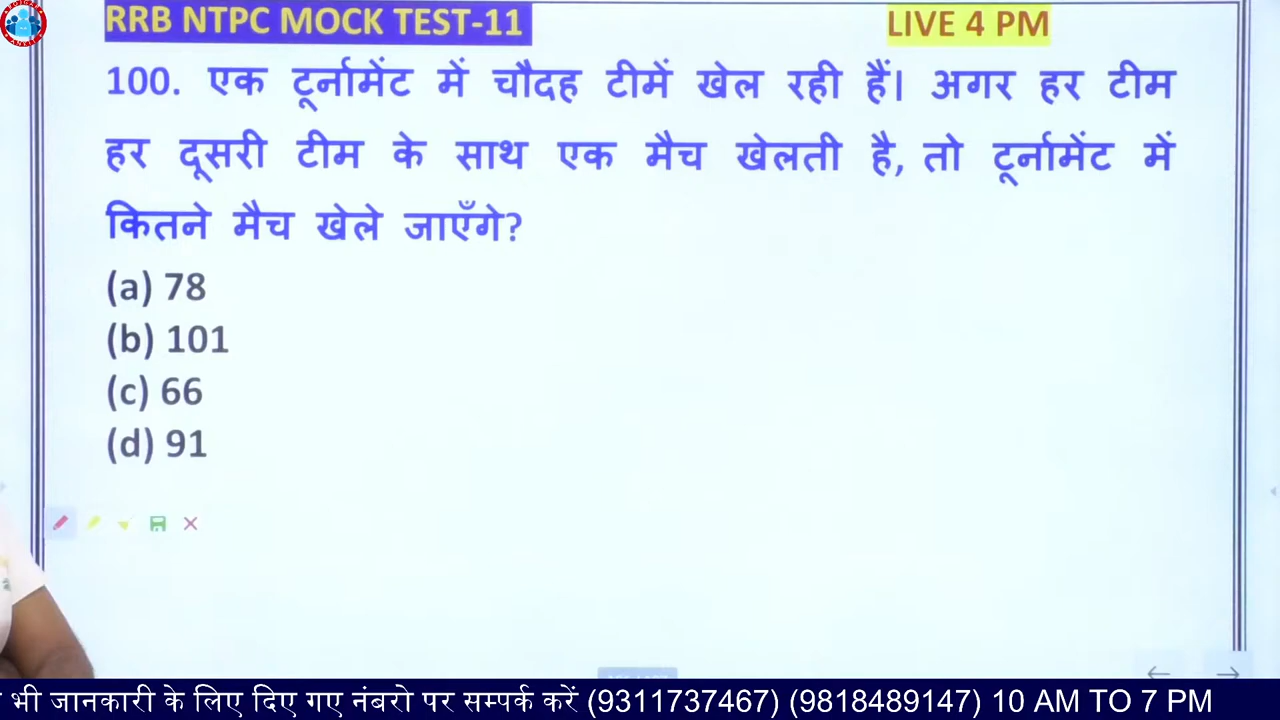 RRB NTPC MOCK TEST-11
LIVE 4 PM
100. एक टूर्नामेंट में चौदह टीमें खेल रही हैं। अगर हर टीम
हर दूसरी टीम के साथ एक मैच खेलती है, तो टूर्नामेंट में
कितने मैच खेले जाएँगे?
(a) 78
(b) 101
(c) 66
(d) 91
भी जानकारी के लिए दिए गए नंबरो पर सम्पर्क करें (9311737467) (9818489147) 10 AM TO 7 PM